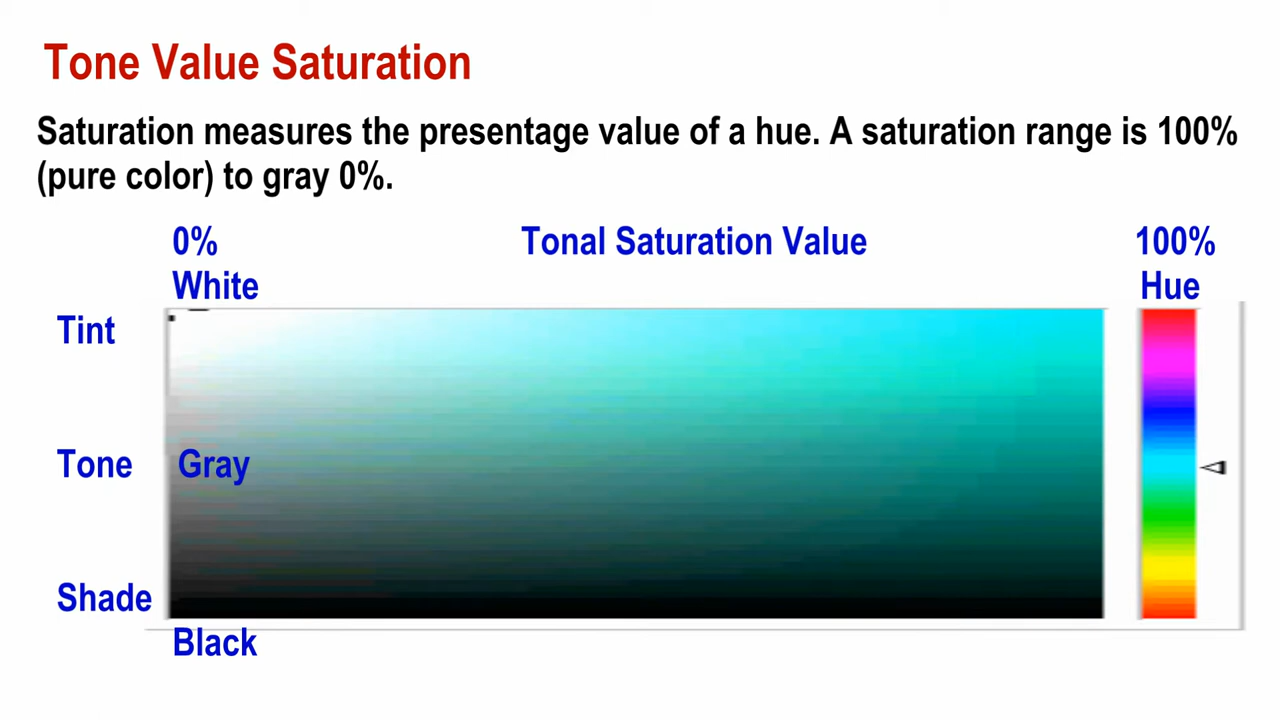 Tone Value Saturation
Saturation measures the presentage value of a hue. A saturation range is 100%
(pure color) to gray 0%.
0% Tonal Saturation Value 100%
White Hue
Tint
Tone Gray
Shade
Black